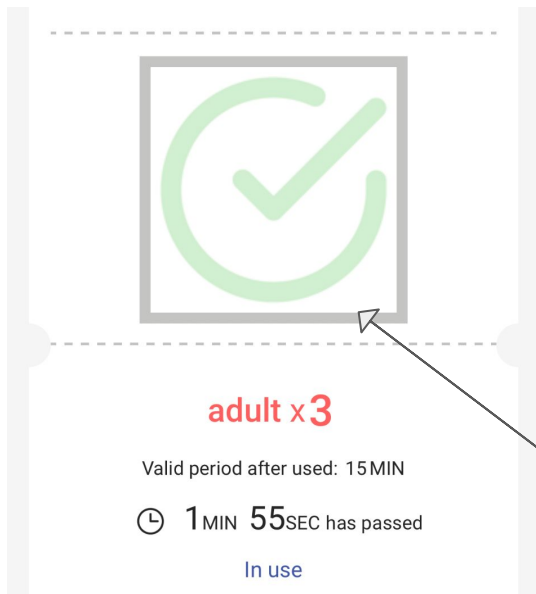 adult x3
Valid period after used: 15MIN
1MIN 55SEC has passed
In use